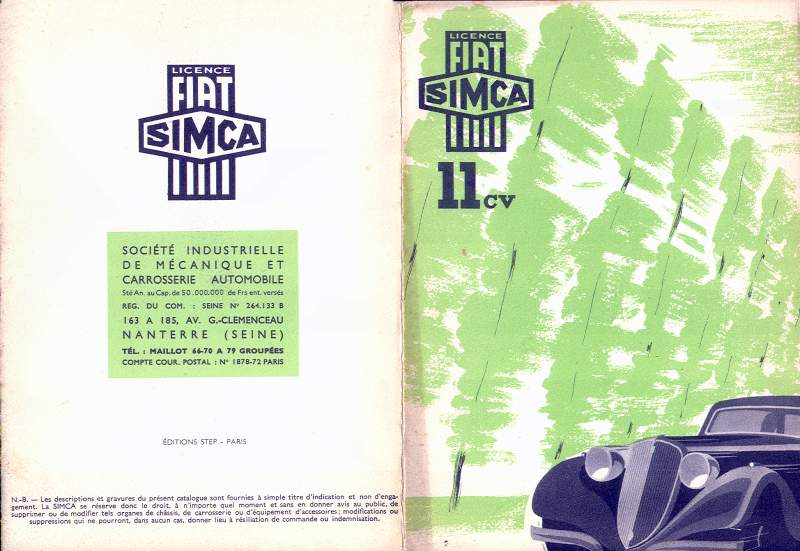 LICENCE
FIAT
SIMCA
SOCIÉTÉ INDUSTRIELLE
DE MÉCANIQUE ET
CARROSSERIE AUTOMOBILE
Sté An. au Cap. de 50.000.000 de Frs ent. versés
REG. DU COM. : SEINE N° 264.133 B
163 A 185, AV. G.-CLEMENCEAU
NANTERRE (SEINE)
TÉL. : MAILLOT 66-70 A 79 GROUPÉES
COMPTE COUR. POSTAL : N° 1878-72 PARIS
ÉDITIONS STEP - PARIS
N.-B. — Les descriptions et gravures du présent catalogue sont fournies à simple titre d'indication et non d'enga-
gement. La SIMCA se réserve donc le droit, à n'importe quel moment et sans en donner avis au public, de
supprimer ou de modifier tels organes de châssis, de carrosserie ou d'équipement d'accessoires ; modifications ou
suppressions qui ne pourront, dans aucun cas, donner lieu à résiliation de commande ou indemnisation.
LICENCE
FIAT
SIMCA
11 CV